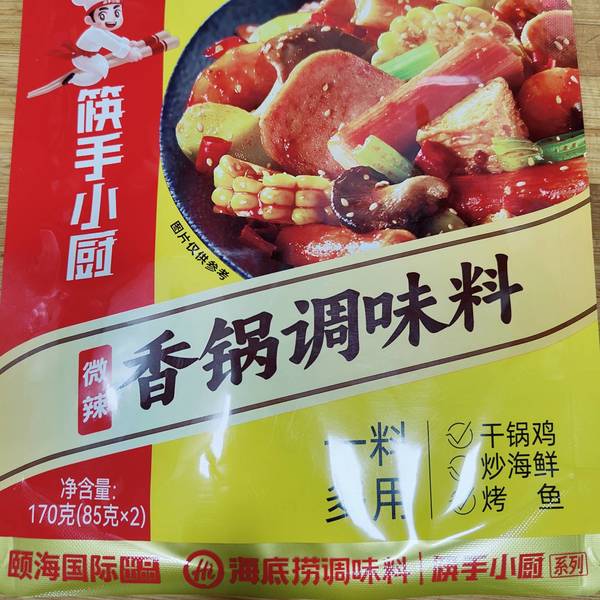 筷手小厨
图片仅供参考
微辣
香锅调味料
净含量:
170克(85克×2)
一料
多用
干锅鸡
炒海鲜
烤 鱼
颐海国际出品 Hi 海底捞调味料 筷手小厨 系列